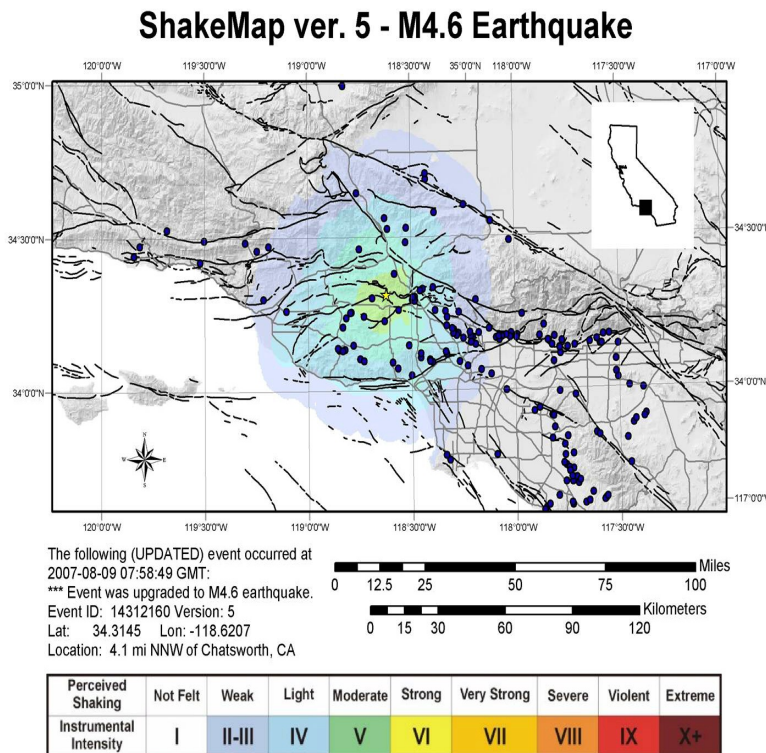 ShakeMap ver. 5 - M4.6 Earthquake
120°0'0"W 119°30'0"W 119°0'0"W 118°30'0"W 35°0'0"N 118°0'0"W 117°30'0"W 117°0'0"W
35°0'0"N
34°30'0"N
34°30'0"N
34°0'0"N
34°0'0"N
N
W E
S
117°0'0"W
120°0'0"W 119°30'0"W 119°0'0"W 118°30'0"W 118°0'0"W 117°30'0"W
The following (UPDATED) event occurred at
2007-08-09 07:58:49 GMT:
*** Event was upgraded to M4.6 earthquake.
Event ID: 14312160 Version: 5
Lat: 34.3145 Lon: -118.6207
Location: 4.1 mi NNW of Chatsworth, CA
Miles
0 12.5 25 50 75 100
Kilometers
0 15 30 60 90 120
Perceived Shaking Not Felt Weak Light Moderate Strong Very Strong Severe Violent Extreme
Instrumental Intensity I II-III IV V VI VII VIII IX X+